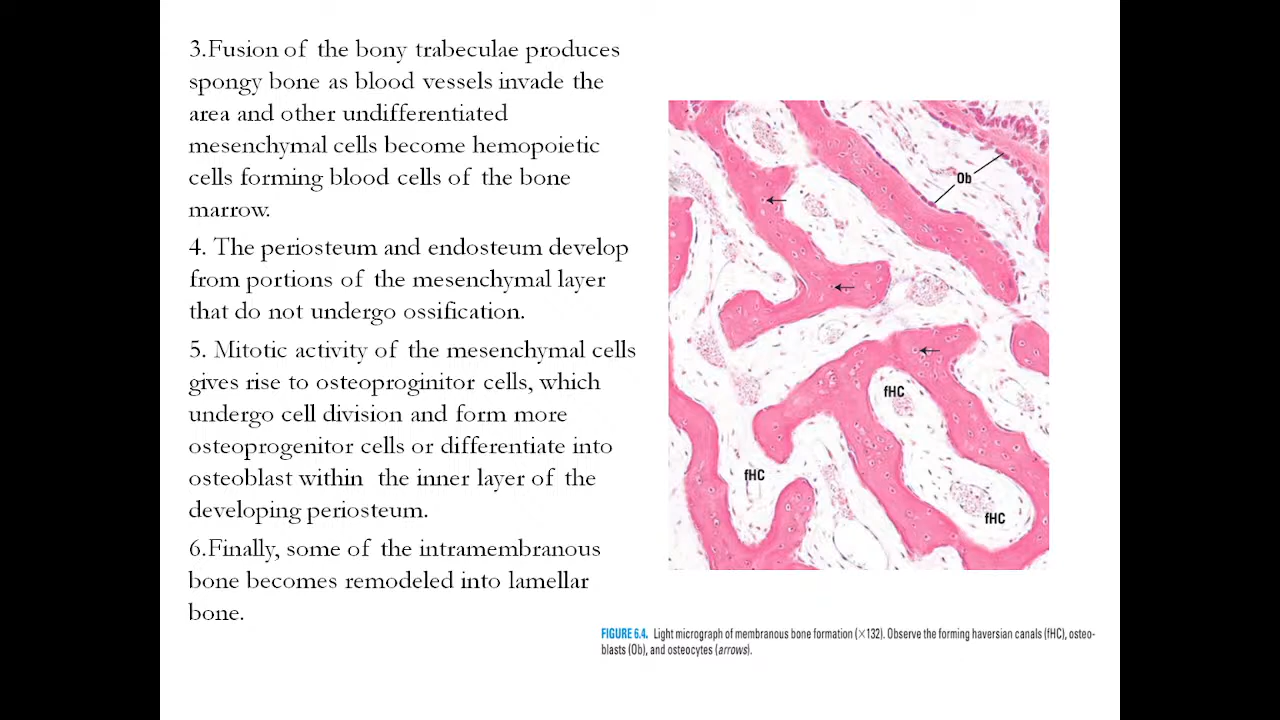 3.Fusion of the bony trabeculae produces
spongy bone as blood vessels invade the
area and other undifferentiated
mesenchymal cells become hemopoietic
cells forming blood cells of the bone
marrow.
4. The periosteum and endosteum develop
from portions of the mesenchymal layer
that do not undergo ossification.
5. Mitotic activity of the mesenchymal cells
gives rise to osteoproginitor cells, which
undergo cell division and form more
osteoprogenitor cells or differentiate into
osteoblast within the inner layer of the
developing periosteum.
6.Finally, some of the intramembranous
bone becomes remodeled into lamellar
bone.
Ob
fHC
fHC
fHC
FIGURE 6.4. Light micrograph of membranous bone formation (×132). Observe the forming haversian canals (fHC), osteo-
blasts (Ob), and osteocytes (arrows).